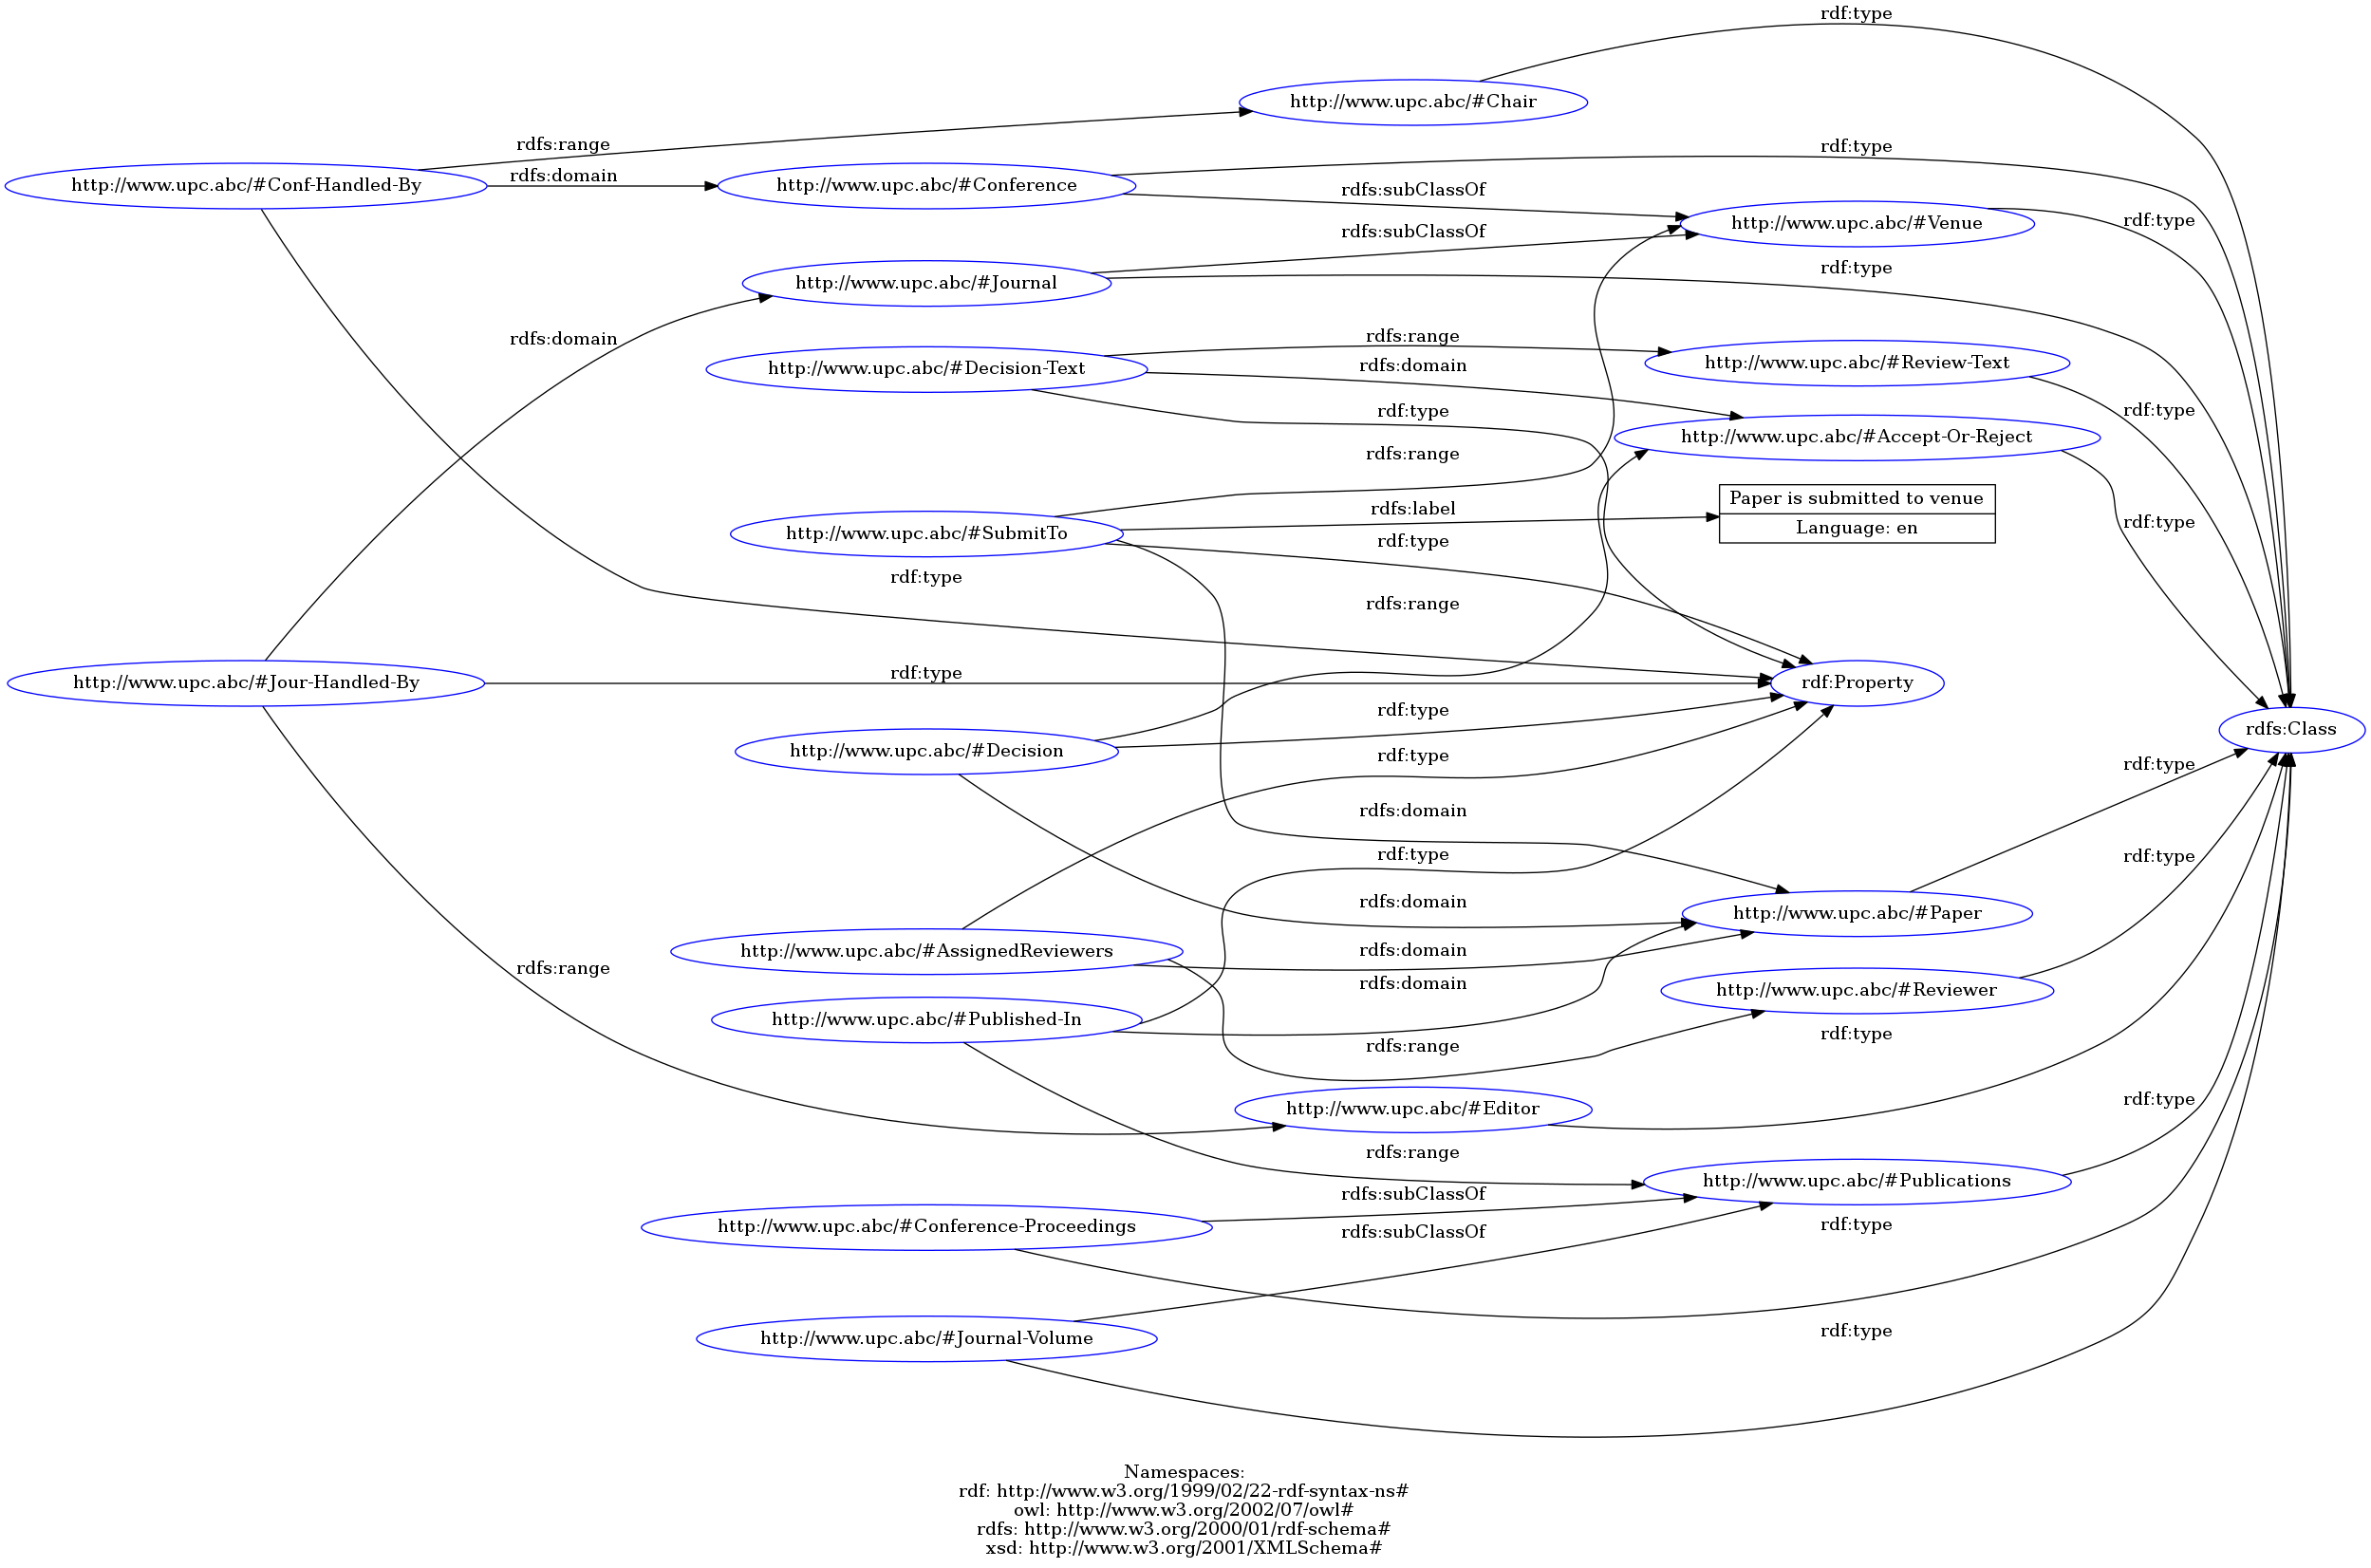 rdf:type
http://www.upc.abc/#Chair
rdfs:range
rdf:type
http://www.upc.abc/#Conf-Handled-By
rdfs:domain
http://www.upc.abc/#Conference
rdfs:subClassOf
http://www.upc.abc/#Venue
rdf:type
rdfs:subClassOf
rdf:type
http://www.upc.abc/#Journal
rdfs:domain
rdfs:range
http://www.upc.abc/#Review-Text
http://www.upc.abc/#Decision-Text
rdfs:domain
rdf:type
rdf:type
http://www.upc.abc/#Accept-Or-Reject
rdfs:range
Paper is submitted to venue
Language: en
rdfs:label
rdf:type
http://www.upc.abc/#SubmitTo
rdf:type
rdf:type
rdfs:range
http://www.upc.abc/#Jour-Handled-By
rdf:type
rdf:Property
rdf:type
rdfs:Class
http://www.upc.abc/#Decision
rdf:type
rdf:type
rdfs:domain
rdf:type
rdf:type
rdfs:domain
http://www.upc.abc/#Paper
http://www.upc.abc/#AssignedReviewers
rdfs:domain
rdfs:range
rdfs:domain
http://www.upc.abc/#Reviewer
http://www.upc.abc/#Published-In
rdf:type
rdfs:range
http://www.upc.abc/#Editor
rdf:type
rdfs:range
http://www.upc.abc/#Publications
rdfs:subClassOf
http://www.upc.abc/#Conference-Proceedings
rdf:type
rdfs:subClassOf
http://www.upc.abc/#Journal-Volume
rdf:type
Namespaces:
rdf: http://www.w3.org/1999/02/22-rdf-syntax-ns#
owl: http://www.w3.org/2002/07/owl#
rdfs: http://www.w3.org/2000/01/rdf-schema#
xsd: http://www.w3.org/2001/XMLSchema#